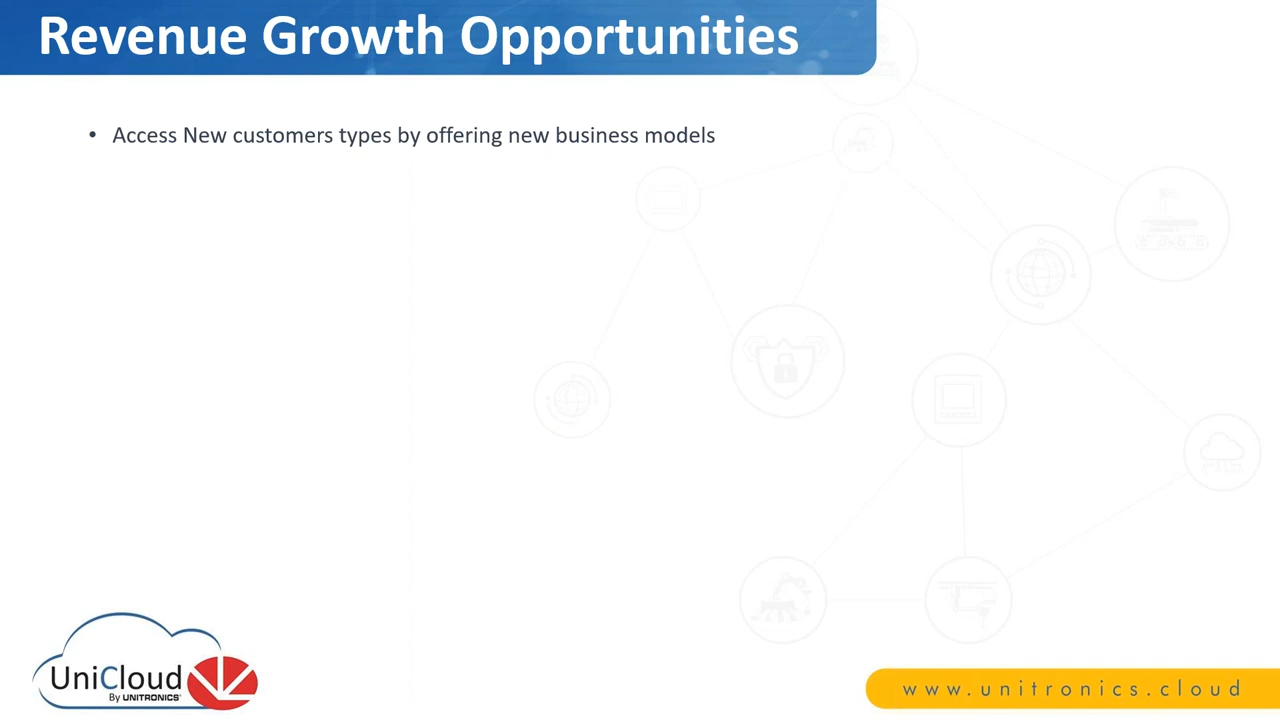 Revenue Growth Opportunities
• Access New customers types by offering new business models
UniCloud
By UNITRONICS
www.unitronics.cloud